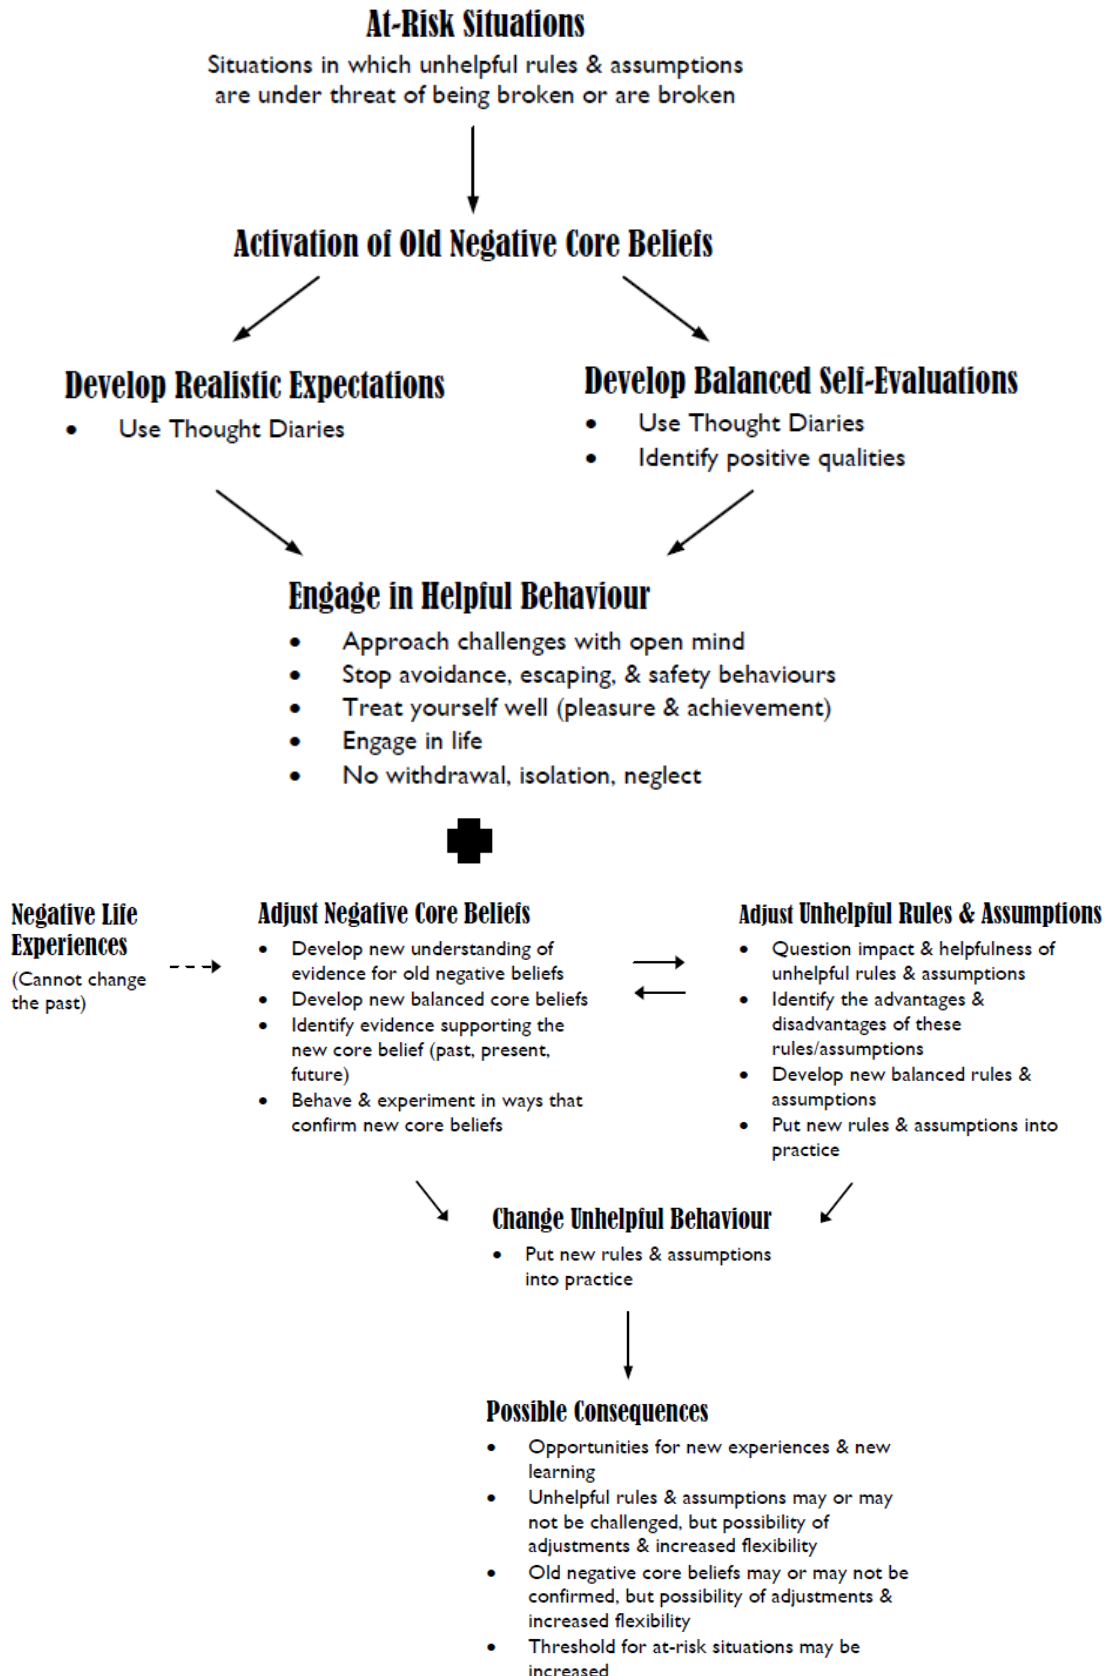 At-Risk Situations
Situations in which unhelpful rules & assumptions
are under threat of being broken or are broken
Activation of Old Negative Core Beliefs
Develop Realistic Expectations
• Use Thought Diaries
Develop Balanced Self-Evaluations
• Use Thought Diaries
• Identify positive qualities
Engage in Helpful Behaviour
• Approach challenges with open mind
• Stop avoidance, escaping, & safety behaviours
• Treat yourself well (pleasure & achievement)
• Engage in life
• No withdrawal, isolation, neglect
Negative Life
Experiences
(Cannot change
the past)
Adjust Negative Core Beliefs
• Develop new understanding of
evidence for old negative beliefs
• Develop new balanced core beliefs
• Identify evidence supporting the
new core belief (past, present,
future)
• Behave & experiment in ways that
confirm new core beliefs
Adjust Unhelpful Rules & Assumptions
• Question impact & helpfulness of
unhelpful rules & assumptions
• Identify the advantages &
disadvantages of these
rules/assumptions
• Develop new balanced rules &
assumptions
• Put new rules & assumptions into
practice
Change Unhelpful Behaviour
• Put new rules & assumptions
into practice
Possible Consequences
• Opportunities for new experiences & new
learning
• Unhelpful rules & assumptions may or may
not be challenged, but possibility of
adjustments & increased flexibility
• Old negative core beliefs may or may not be
confirmed, but possibility of adjustments &
increased flexibility
• Threshold for at-risk situations may be
increased